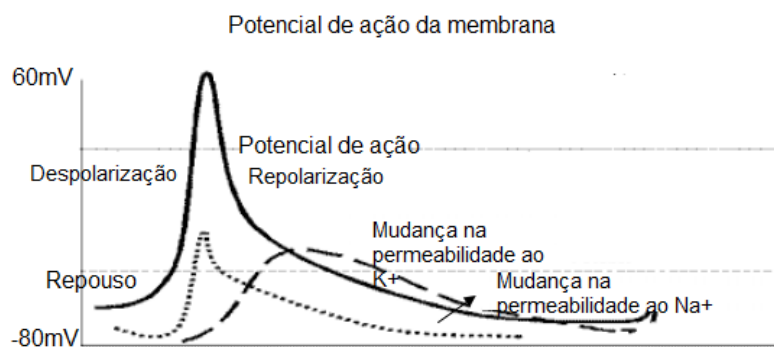 Potencial de ação da membrana
60mV
Potencial de ação
Despolarização
Repolarização
Mudança na
permeabilidade ao
K+
Repouso
Mudança na
permeabilidade ao Na+
-80mV